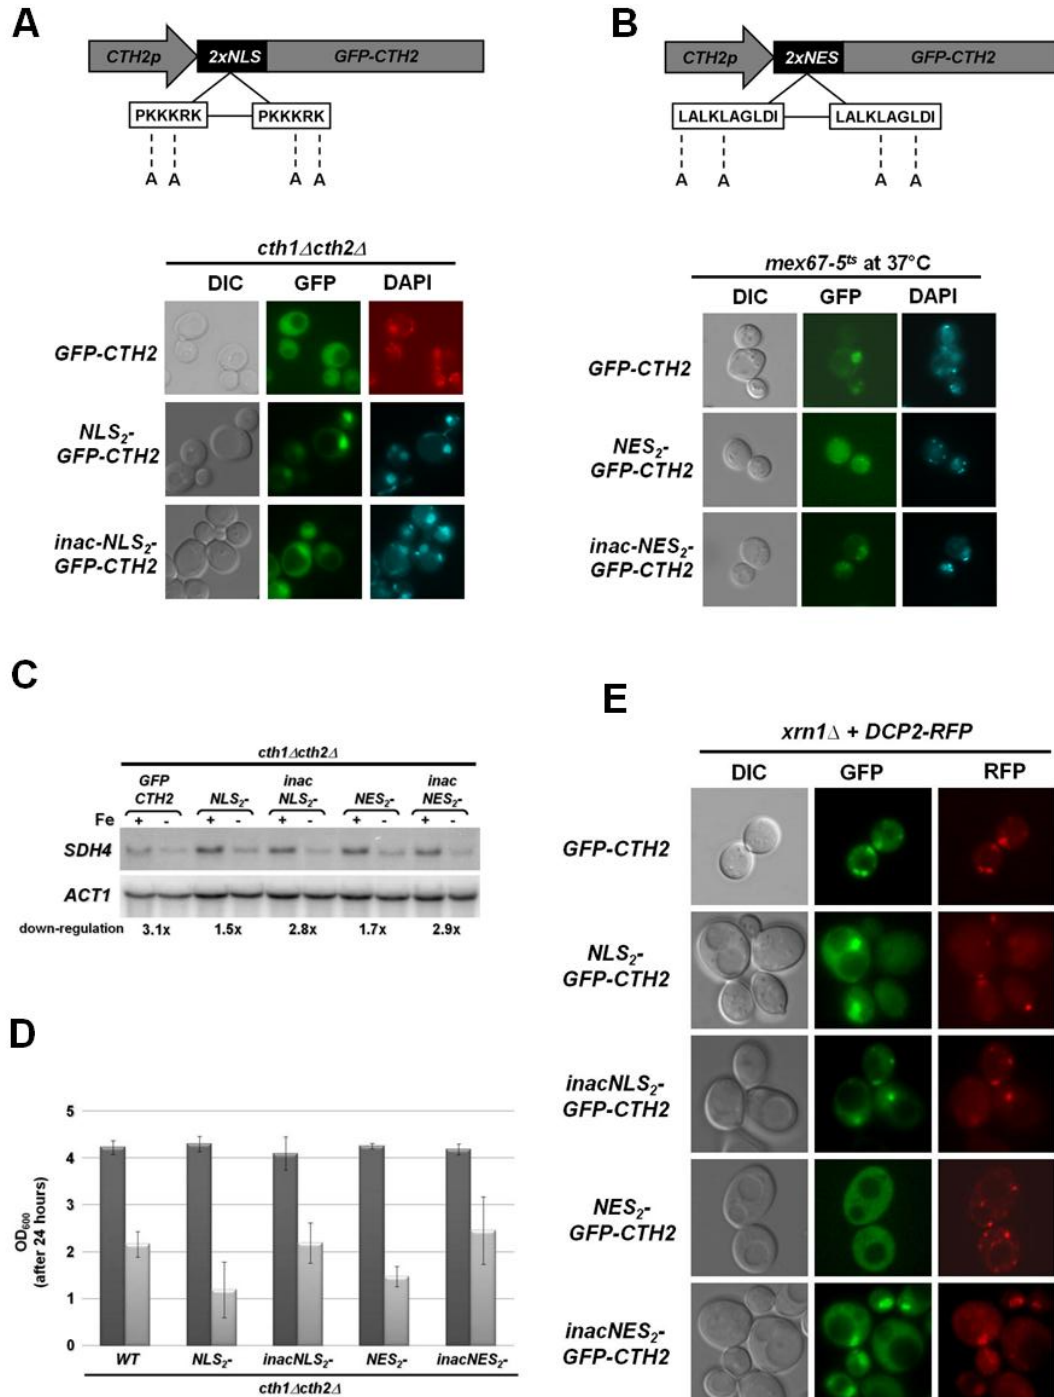 A
CTH2p 2xNLS GFP-CTH2
PKKKRK PKKKRK
A A A A
cth1Δcth2Δ
DIC GFP DAPI
GFP-CTH2
NLS2-
GFP-CTH2
inac-NLS2-
GFP-CTH2
B
CTH2p 2xNES GFP-CTH2
LALKLAGLDI LALKLAGLDI
A A A A
mex67-5ts at 37°C
DIC GFP DAPI
GFP-CTH2
NES2-
GFP-CTH2
inac-NES2-
GFP-CTH2
C
cth1Δcth2Δ
GFP inac inac
CTH2 NLS2- NLS2- NES2- NES2-
Fe + - + - + - + - + -
SDH4
ACT1
down-regulation 3.1x 1.5x 2.8x 1.7x 2.9x
D
OD600
(after 24 hours)
5
4
3
2
1
0
WT NLS2- inacNLS2- NES2- inacNES2-
cth1Δcth2Δ
E
xrn1Δ + DCP2-RFP
DIC GFP RFP
GFP-CTH2
NLS2-
GFP-CTH2
inacNLS2-
GFP-CTH2
NES2-
GFP-CTH2
inacNES2-
GFP-CTH2